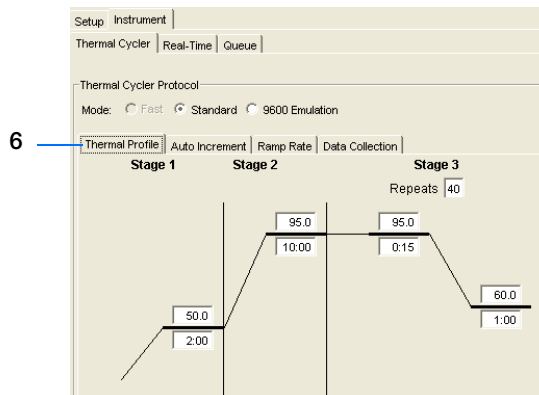 Setup Instrument
Thermal Cycler Real-Time Queue
Thermal Cycler Protocol
Mode: Fast Standard 9600 Emulation
6
Thermal Profile Auto Increment Ramp Rate Data Collection
Stage 1 Stage 2 Stage 3
Repeats 40
95.0 95.0
10:00 0:15
60.0
1:00
50.0
2:00